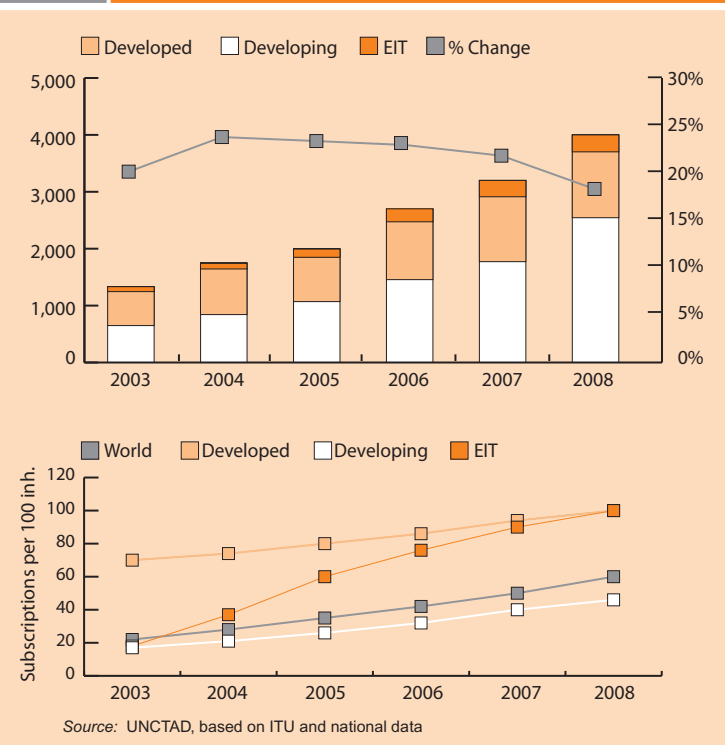 Developed Developing EIT % Change
5,000 30%
4,000 25%
3,000 20%
2,000 15%
1,000 10%
0 5%
0%
2003 2004 2005 2006 2007 2008
World Developed Developing EIT
Subscriptions per 100 inh.
120
100
80
60
40
20
0
2003 2004 2005 2006 2007 2008
Source: UNCTAD, based on ITU and national data